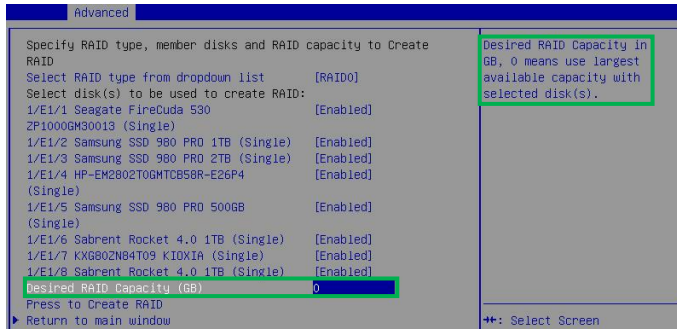 Advanced
Specify RAID type, member disks and RAID capacity to Create
RAID
Select RAID type from dropdown list [RAID0]
Select disk(s) to be used to create RAID:
1/E1/1 Seagate FireCuda 530 [Enabled]
ZP1000GM30013 (Single)
1/E1/2 Samsung SSD 980 PRO 1TB (Single) [Enabled]
1/E1/3 Samsung SSD 980 PRO 2TB (Single) [Enabled]
1/E1/4 HP-EM2802T0GMTCB58R-E26P4 [Enabled]
(Single)
1/E1/5 Samsung SSD 980 PRO 500GB [Enabled]
(Single)
1/E1/6 Sabrent Rocket 4.0 1TB (Single) [Enabled]
1/E1/7 KXG80ZN84T09 KIOXIA (Single) [Enabled]
1/E1/8 Sabrent Rocket 4.0 1TB (Single) [Enabled]
Desired RAID Capacity (GB) 0
Press to Create RAID
Return to main window
Desired RAID Capacity in
GB, 0 means use largest
available capacity with
selected disk(s).
→←: Select Screen